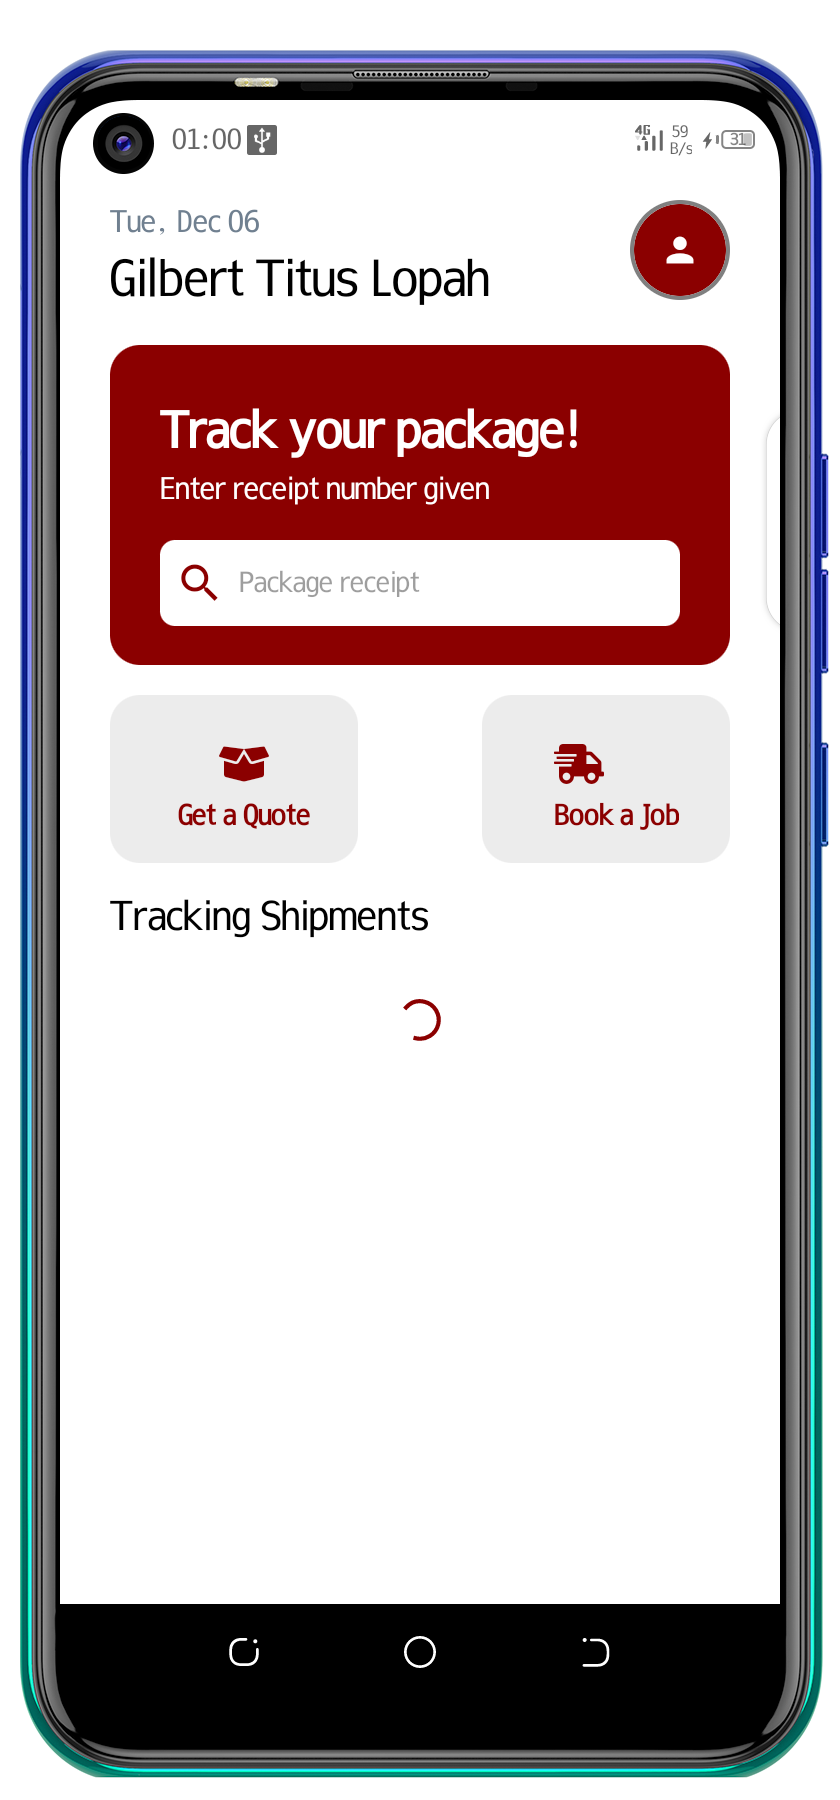 01:00
4G 59 B/s 31
Tue, Dec 06
Gilbert Titus Lopah
Track your package!
Enter receipt number given
Package receipt
Get a Quote
Book a Job
Tracking Shipments